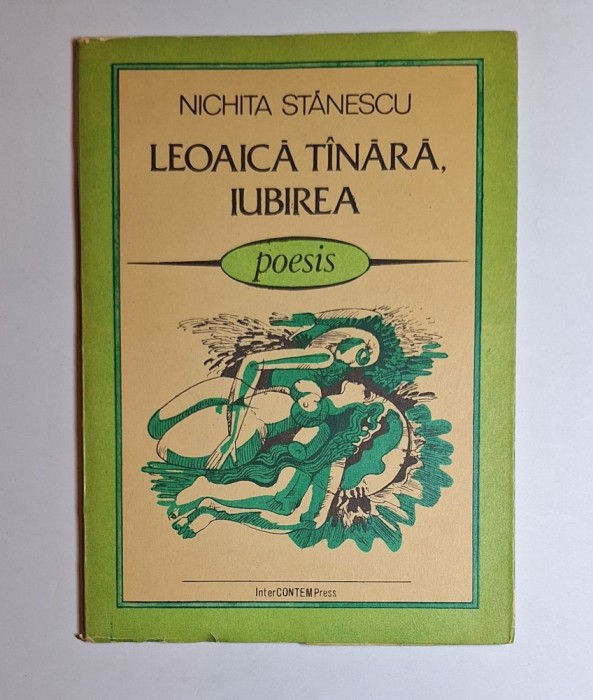 NICHITA STĂNESCU
LEOAICĂ TÎNĂRĂ,
IUBIREA
poesis
InterCONTEMPress